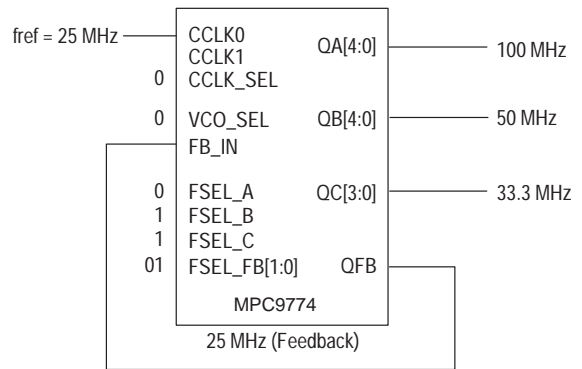 fref = 25 MHz
CCLK0
CCLK1
0 CCLK_SEL
0 VCO_SEL
FB_IN
0 FSEL_A
1 FSEL_B
1 FSEL_C
01 FSEL_FB[1:0]
QA[4:0] 100 MHz
QB[4:0] 50 MHz
QC[3:0] 33.3 MHz
QFB
MPC9774
25 MHz (Feedback)